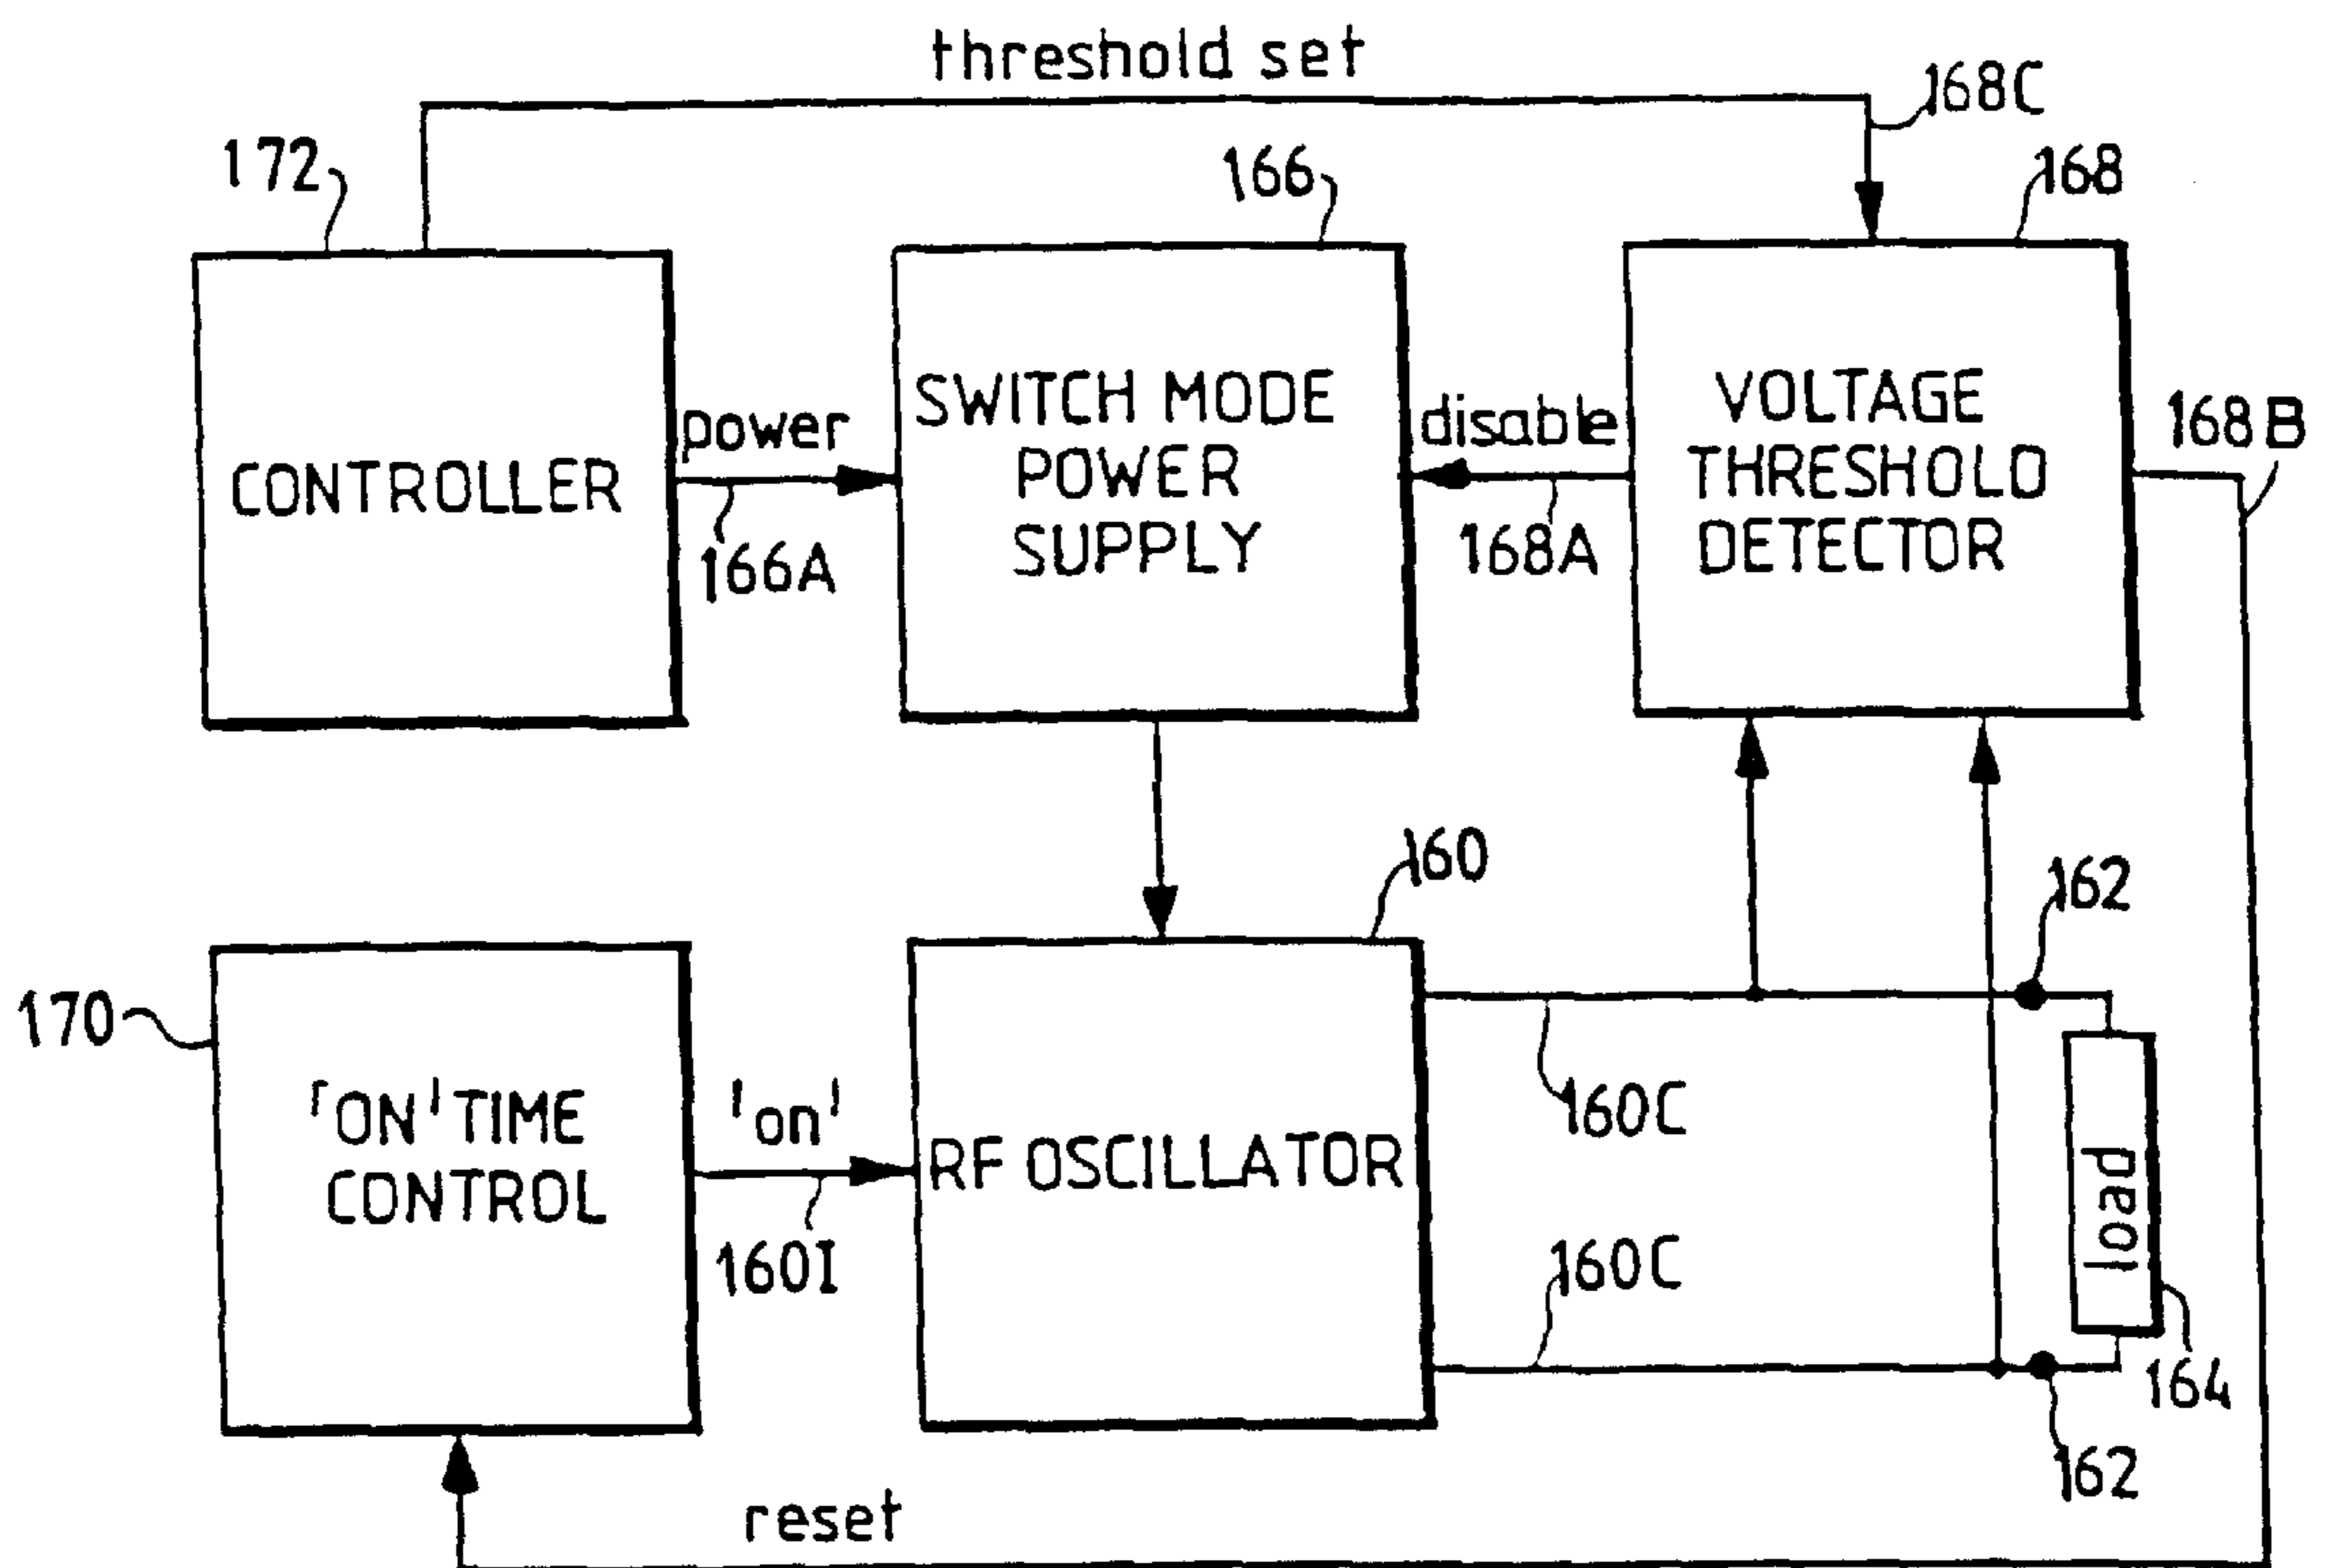 threshold set
168C
172
166
168
CONTROLLER
power
166A
SWITCH MODE
POWER
SUPPLY
disable
168A
VOLTAGE
THRESHOLO
DETECTOR
168B
160
162
170
'ON' TIME
CONTROL
'on'
160I
RF OSCILLATOR
160C
160C
load
164
162
reset